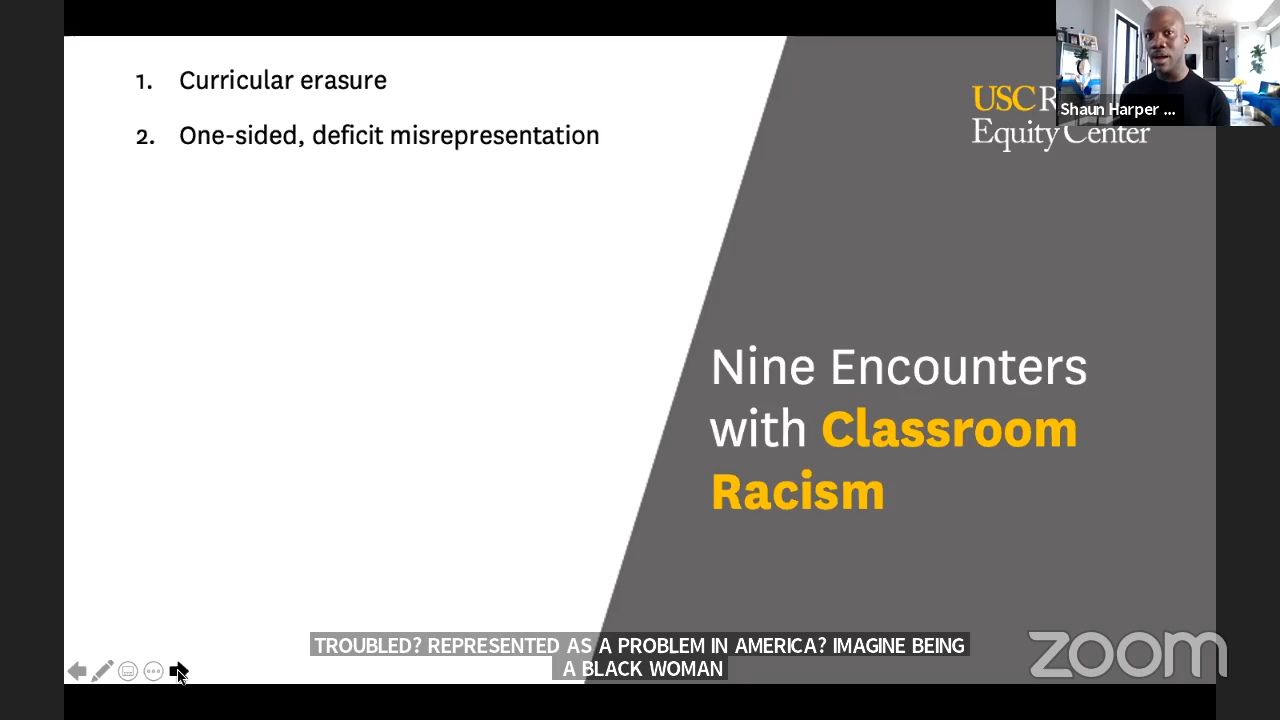 1. Curricular erasure
2. One-sided, deficit misrepresentation
USC R
Equity Center
Shaun Harper ...
Nine Encounters
with Classroom
Racism
TROUBLED? REPRESENTED AS A PROBLEM IN AMERICA? IMAGINE BEING
A BLACK WOMAN
zoom